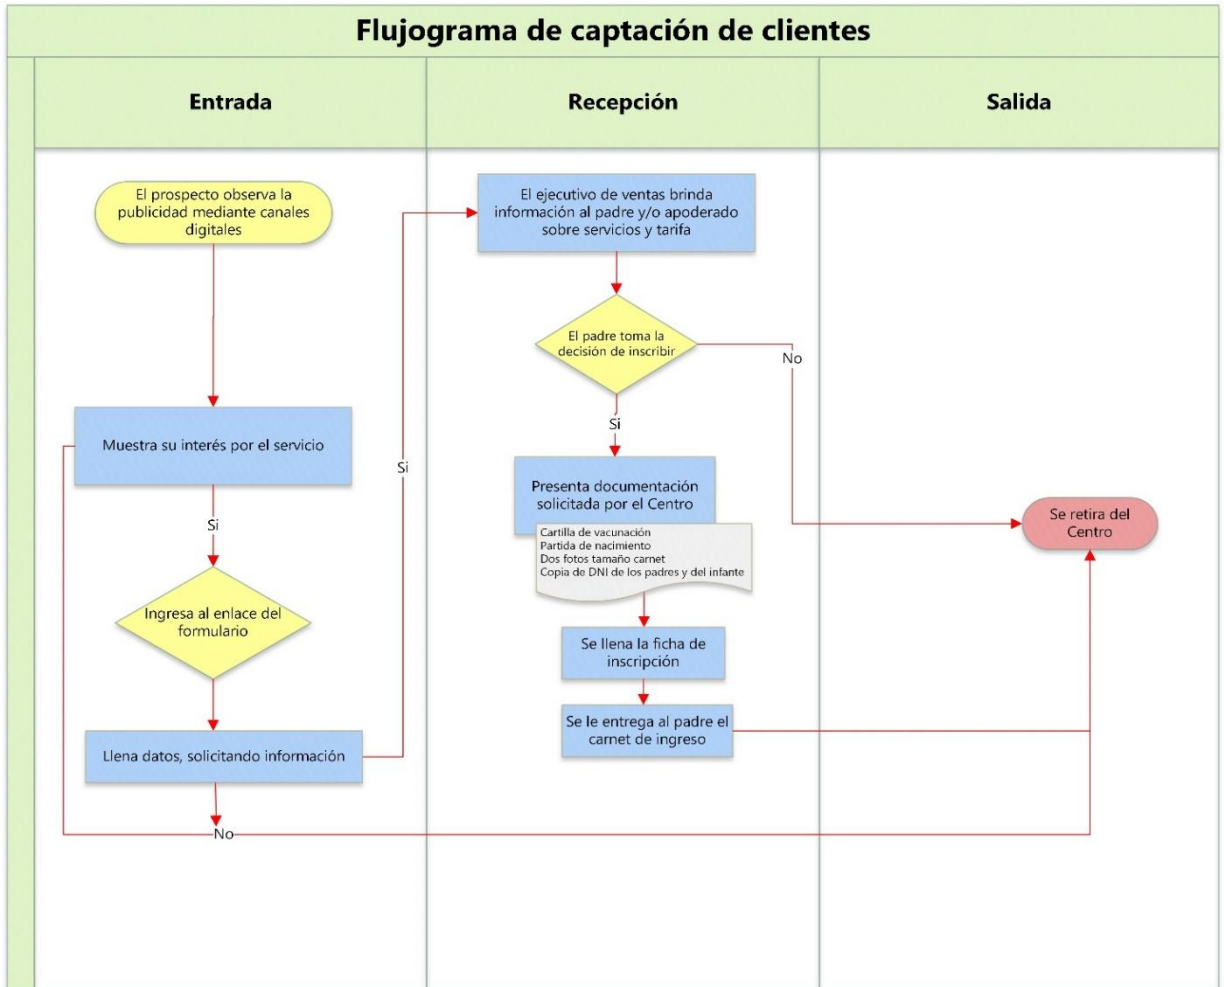 Flujograma de captación de clientes
Entrada
Recepción
Salida
El prospecto observa la
publicidad mediante canales
digitales
Muestra su interés por el servicio
Si
Ingresa al enlace del
formulario
Llena datos, solicitando información
No
Si
El ejecutivo de ventas brinda
información al padre y/o apoderado
sobre servicios y tarifa
El padre toma la
decisión de inscribir
No
Si
Presenta documentación
solicitada por el Centro
Cartilla de vacunación
Partida de nacimiento
Dos fotos tamaño carnet
Copia de DNI de los padres y del infante
Se llena la ficha de
inscripción
Se le entrega al padre el
carnet de ingreso
Se retira del
Centro